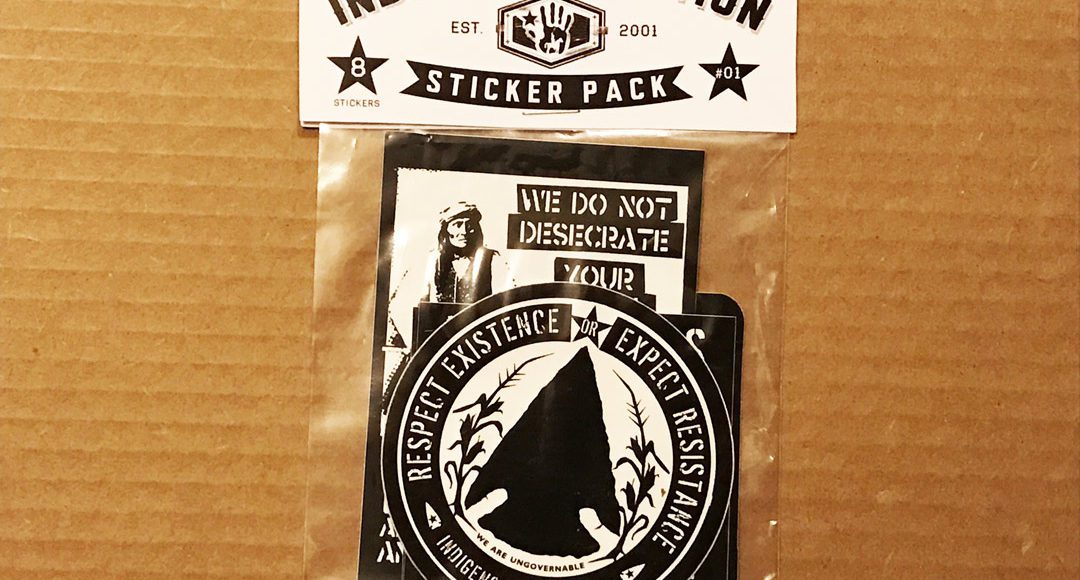 EST. 2001
8
STICKERS
STICKER PACK
#01
WE DO NOT
DESECRATE
YOUR
RESPECT EXISTENCE OR EXPECT RESISTANCE
WE ARE UNGOVERNABLE